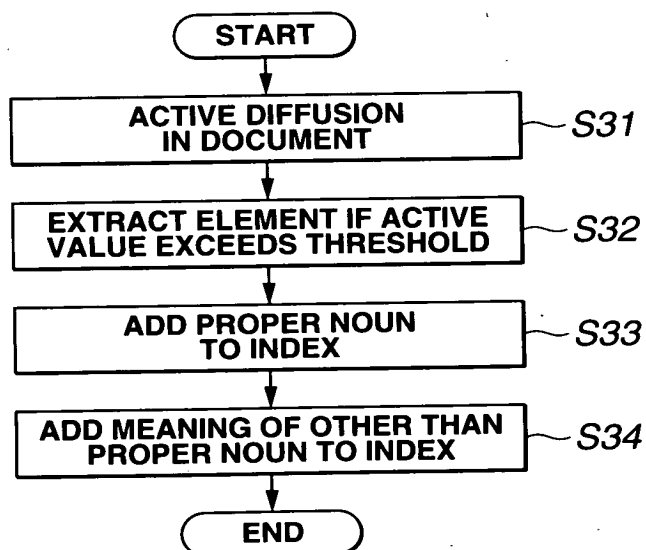 START
ACTIVE DIFFUSION
IN DOCUMENT
S31
EXTRACT ELEMENT IF ACTIVE
VALUE EXCEEDS THRESHOLD
S32
ADD PROPER NOUN
TO INDEX
S33
ADD MEANING OF OTHER THAN
PROPER NOUN TO INDEX
S34
END